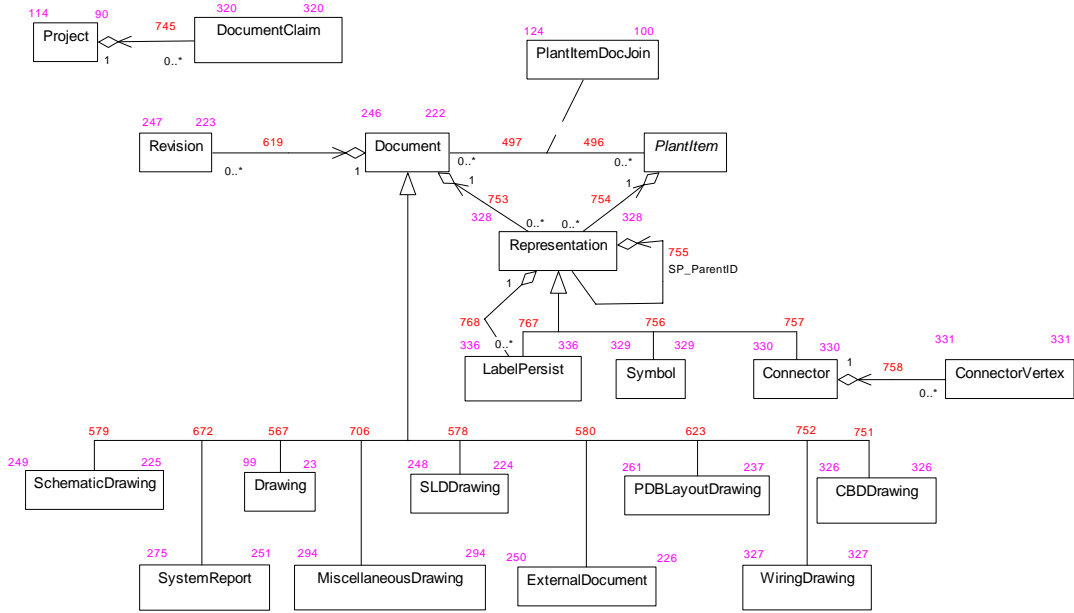 114 90 320 320
Project 745 DocumentClaim
1 0..*
124 100
PlantItemDocJoin
247 223 246 222
Revision 619 Document 497 496 PlantItem
0..* 1 0..* 0..*
1 753 754 1
328 0..* 0..* 328
Representation
755
SP_ParentID
1
768 767 756 757
0..*
336 336 329 329 330 330 331 331
LabelPersist Symbol Connector 1 758 0..* ConnectorVertex
579 672 567 706 578 580 623 752 751
249 225 99 23 248 224 261 237 326 326
SchematicDrawing Drawing SLDDrawing PDBLayoutDrawing CBDDrawing
275 251 294 294 250 226 327 327
SystemReport MiscellaneousDrawing ExternalDocument WiringDrawing